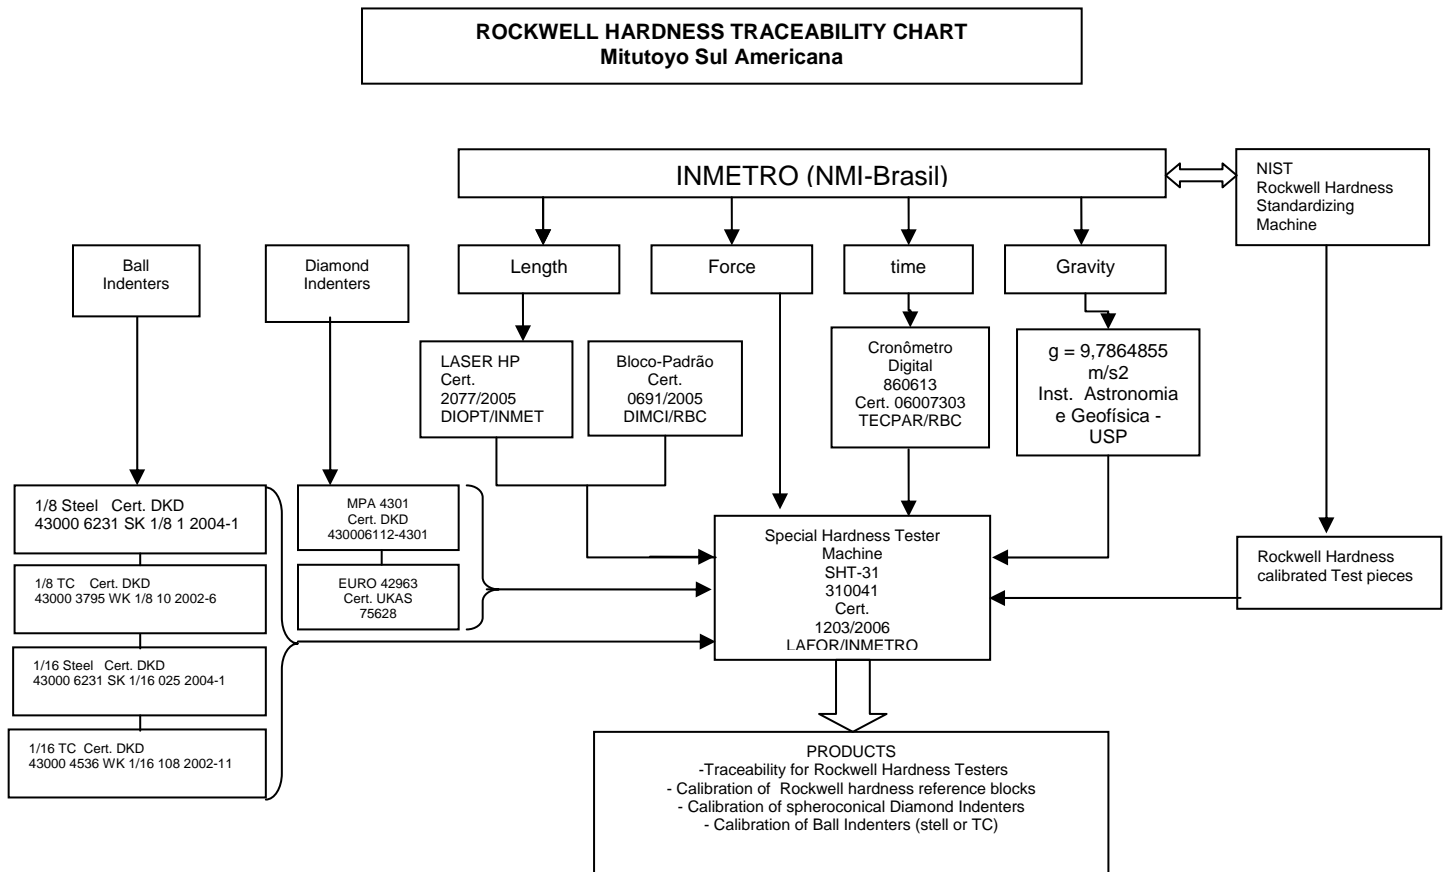 ROCKWELL HARDNESS TRACEABILITY CHART
Mitutoyo Sul Americana
INMETRO (NMI-Brasil)
NIST
Rockwell Hardness
Standardizing
Machine
Ball
Indenters
Diamond
Indenters
Length
Force
time
Gravity
LASER HP
Cert.
2077/2005
DIOPT/INMET
Bloco-Padrão
Cert.
0691/2005
DIMCI/RBC
Cronômetro
Digital
860613
Cert. 06007303
TECPAR/RBC
g = 9,7864855
m/s2
Inst. Astronomia
e Geofísica -
USP
1/8 Steel Cert. DKD
43000 6231 SK 1/8 1 2004-1
1/8 TC Cert. DKD
43000 3795 WK 1/8 10 2002-6
1/16 Steel Cert. DKD
43000 6231 SK 1/16 025 2004-1
1/16 TC Cert. DKD
43000 4536 WK 1/16 108 2002-11
MPA 4301
Cert. DKD
430006112-4301
EURO 42963
Cert. UKAS
75628
Special Hardness Tester
Machine
SHT-31
310041
Cert.
1203/2006
LAFOR/INMETRO
Rockwell Hardness
calibrated Test pieces
PRODUCTS
-Traceability for Rockwell Hardness Testers
- Calibration of Rockwell hardness reference blocks
- Calibration of spheroconical Diamond Indenters
- Calibration of Ball Indenters (stell or TC)